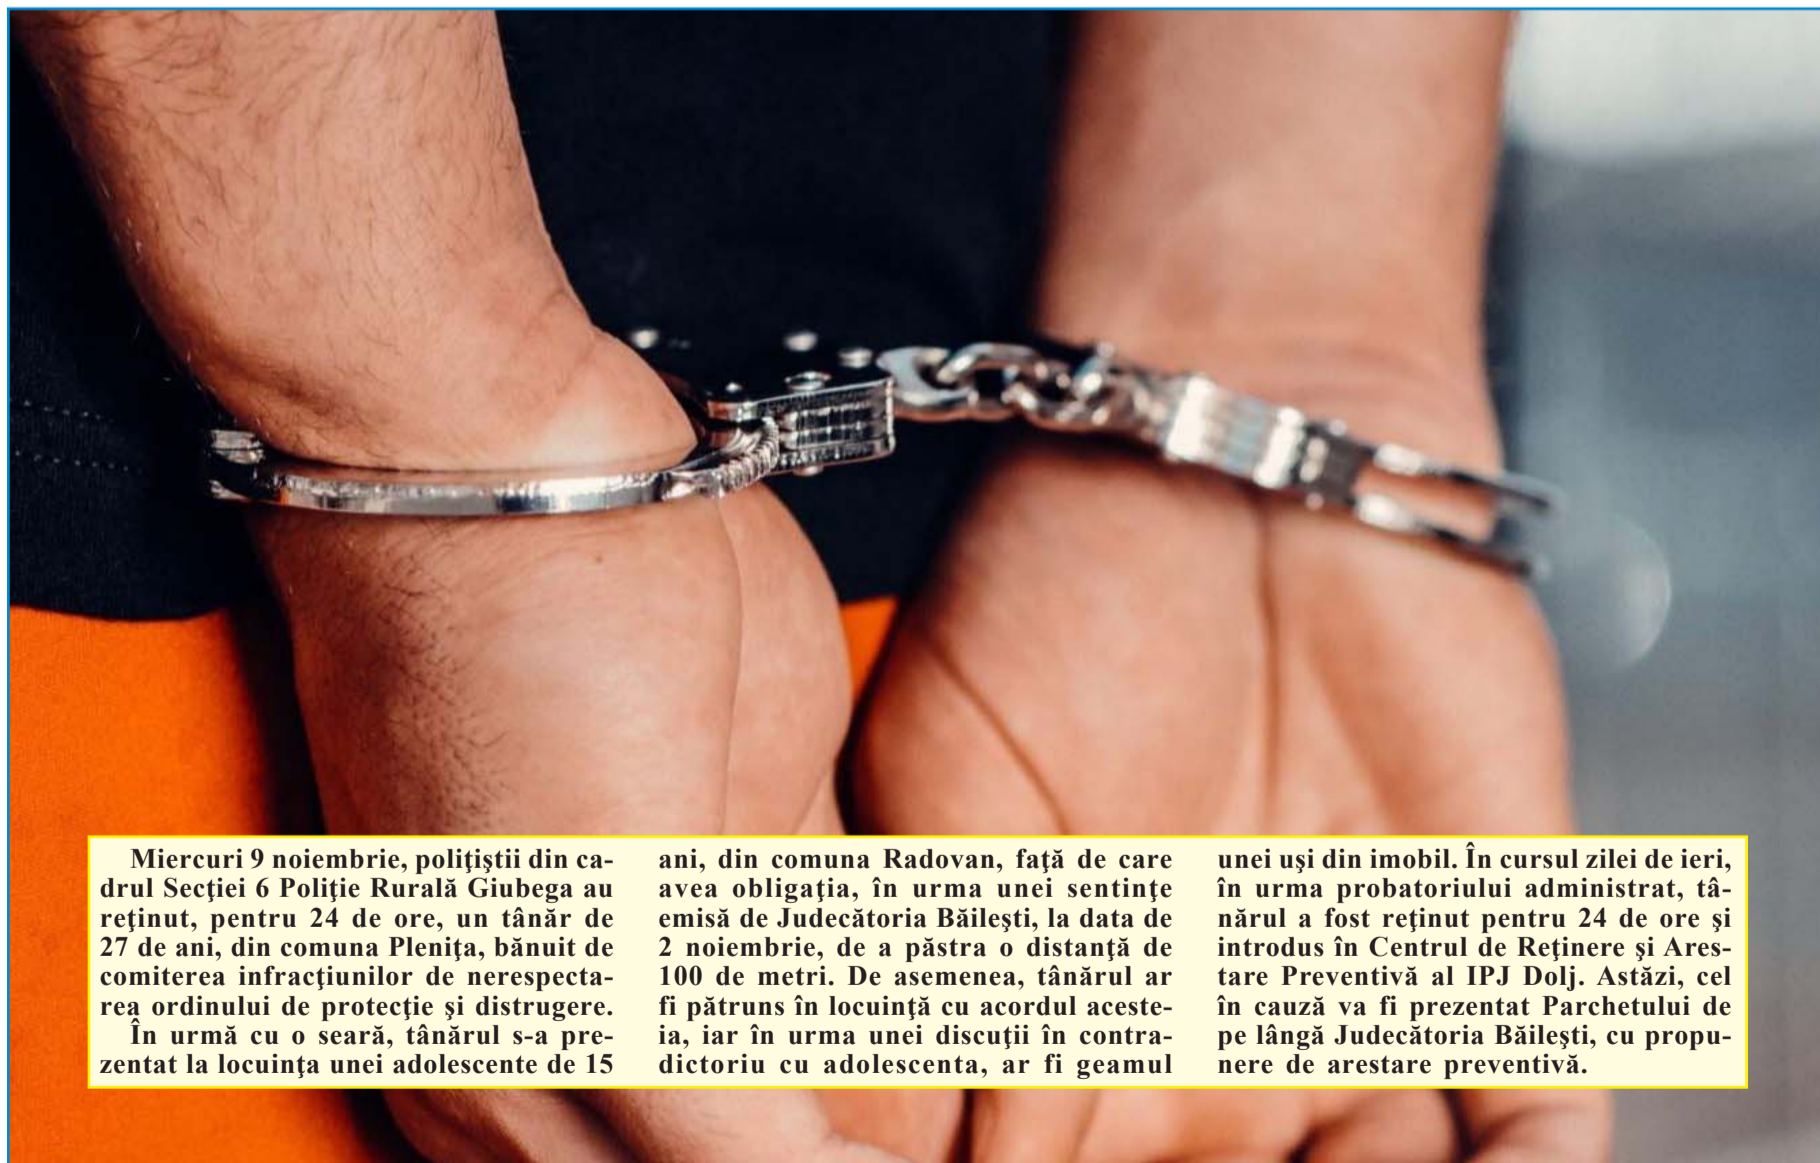 Miercuri 9 noiembrie, poliţiştii din ca-
drul Secţiei 6 Poliţie Rurală Giubega au
reţinut, pentru 24 de ore, un tânăr de
27 de ani, din comuna Pleniţa, bănuit de
comiterea infracţiunilor de nerespecta-
rea ordinului de protecţie şi distrugere.
În urmă cu o seară, tânărul s-a pre-
zentat la locuinţa unei adolescente de 15
ani, din comuna Radovan, faţă de care
avea obligaţia, în urma unei sentinţe
emisă de Judecătoria Băileşti, la data de
2 noiembrie, de a păstra o distanţă de
100 de metri. De asemenea, tânărul ar
fi pătruns în locuinţă cu acordul aceste-
ia, iar în urma unei discuţii în contra-
dictoriu cu adolescenta, ar fi geamul
unei uşi din imobil. În cursul zilei de ieri,
în urma probatoriului administrat, tâ-
nărul a fost reţinut pentru 24 de ore şi
introdus în Centrul de Reţinere şi Ares-
tare Preventivă al IPJ Dolj. Astăzi, cel
în cauză va fi prezentat Parchetului de
pe lângă Judecătoria Băileşti, cu propu-
nere de arestare preventivă.